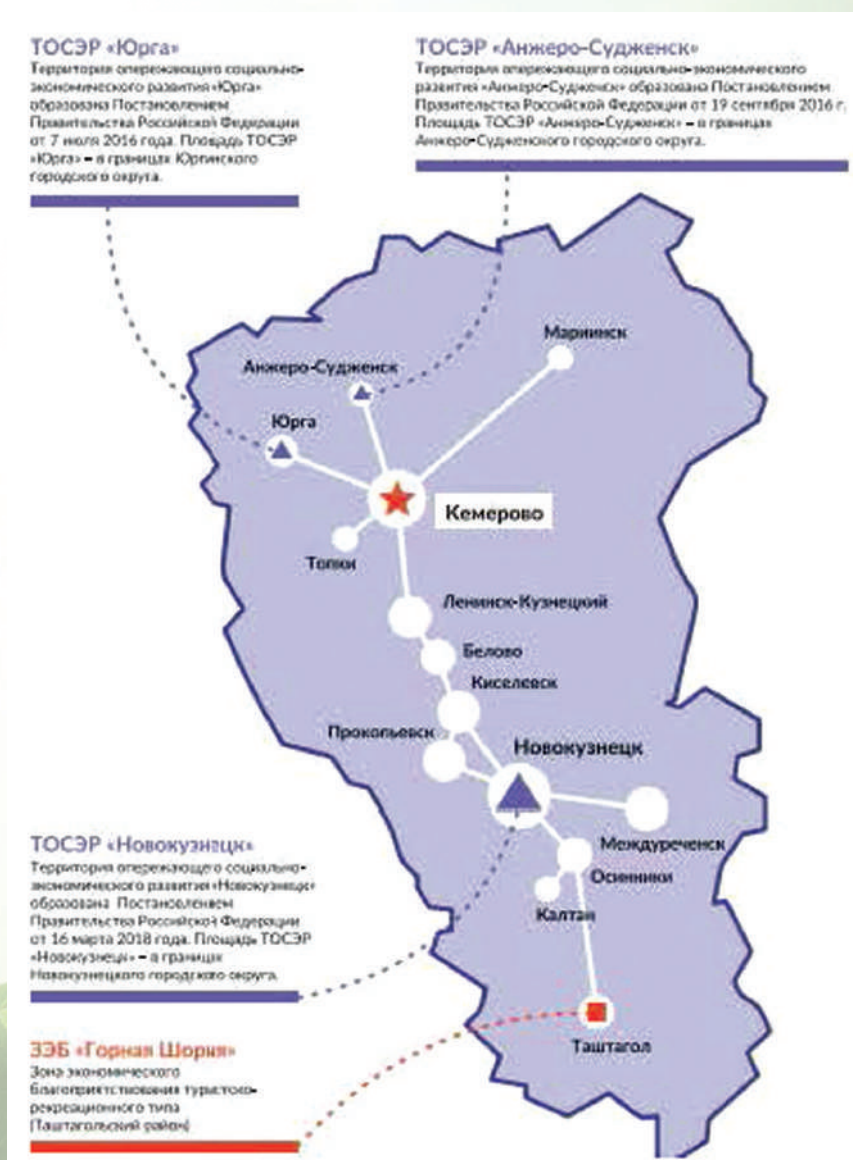 ТОСЭР «Юрга»
Территория опережающего социально-
экономического развития «Юрга»
образована Постановлением
Правительства Российской Федерации
от 7 июля 2016 года. Площадь ТОСЭР
«Юрга» – в границах Юргинского
городского округа.
ТОСЭР «Анжеро-Судженск»
Территория опережающего социально-экономического
развития «Анжеро-Судженск» образована Постановлением
Правительства Российской Федерации от 19 сентября 2016 г.
Площадь ТОСЭР «Анжеро-Судженск» – в границах
Анжеро-Судженского городского округа.
Мариинск
Анжеро-Судженск
Юрга
Кемерово
Топки
Ленинск-Кузнецкий
Белово
Киселевск
Прокопьевск
Новокузнецк
Междуреченск
Осинники
Калтан
Таштагол
ТОСЭР «Новокузнецк»
Территория опережающего социально-
экономического развития «Новокузнецк»
образована Постановлением
Правительства Российской Федерации
от 16 марта 2018 года. Площадь ТОСЭР
«Новокузнецк» – в границах
Новокузнецкого городского округа.
ЗЭБ «Горная Шория»
Зона экономического
благоприятствования туристско-
рекреационного типа
(Таштагольский район)